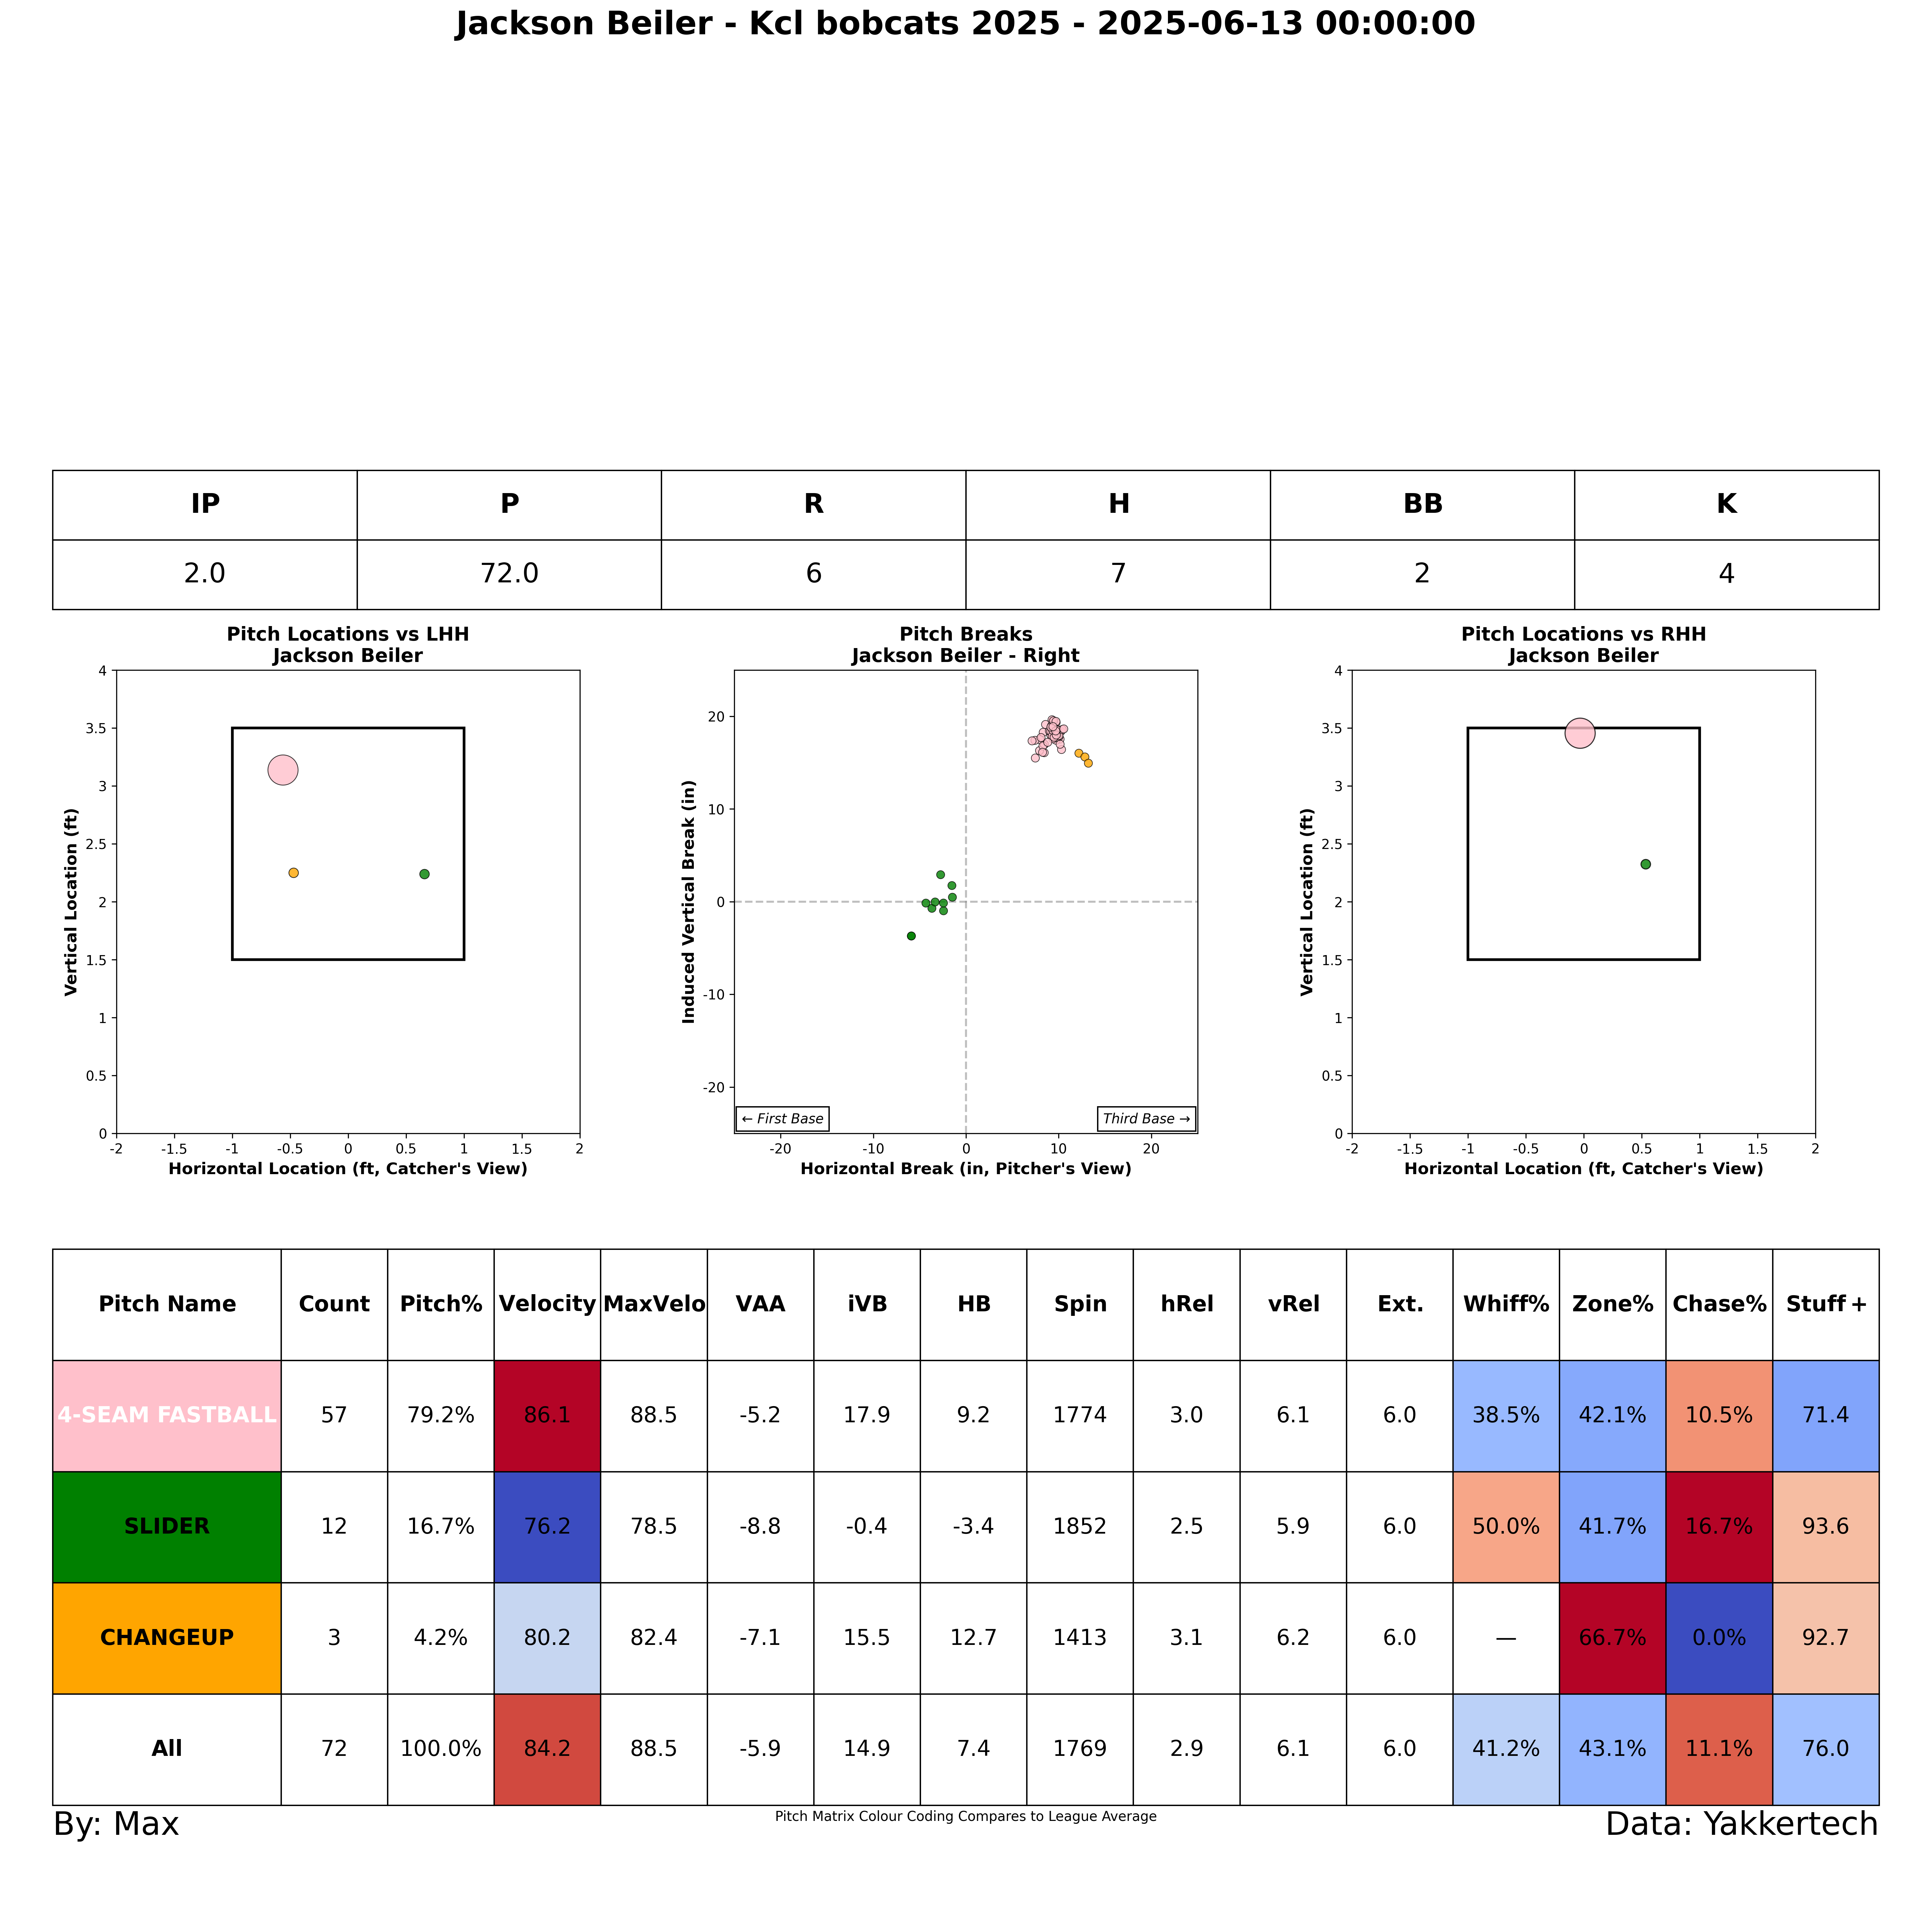 Jackson Beiler - Kcl bobcats 2025 - 2025-06-13 00:00:00
IP P R H BB K
2.0 72.0 6 7 2 4
Pitch Locations vs LHH
Jackson Beiler
4
3.5
3
2.5
2
1.5
1
0.5
0
-2 -1.5 -1 -0.5 0 0.5 1 1.5 2
Vertical Location (ft)
Horizontal Location (ft, Catcher's View)
Pitch Breaks
Jackson Beiler - Right
20
10
0
-10
-20
← First Base Third Base →
-20 -10 0 10 20
Induced Vertical Break (in)
Horizontal Break (in, Pitcher's View)
Pitch Locations vs RHH
Jackson Beiler
4
3.5
3
2.5
2
1.5
1
0.5
0
-2 -1.5 -1 -0.5 0 0.5 1 1.5 2
Vertical Location (ft)
Horizontal Location (ft, Catcher's View)
Pitch Name Count Pitch% Velocity MaxVelo VAA iVB HB Spin hRel vRel Ext. Whiff% Zone% Chase% Stuff+
4-SEAM FASTBALL 57 79.2% 86.1 88.5 -5.2 17.9 9.2 1774 3.0 6.1 6.0 38.5% 42.1% 10.5% 71.4
SLIDER 12 16.7% 76.2 78.5 -8.8 -0.4 -3.4 1852 2.5 5.9 6.0 50.0% 41.7% 16.7% 93.6
CHANGEUP 3 4.2% 80.2 82.4 -7.1 15.5 12.7 1413 3.1 6.2 6.0 — 66.7% 0.0% 92.7
All 72 100.0% 84.2 88.5 -5.9 14.9 7.4 1769 2.9 6.1 6.0 41.2% 43.1% 11.1% 76.0
By: Max
Pitch Matrix Colour Coding Compares to League Average
Data: Yakkertech